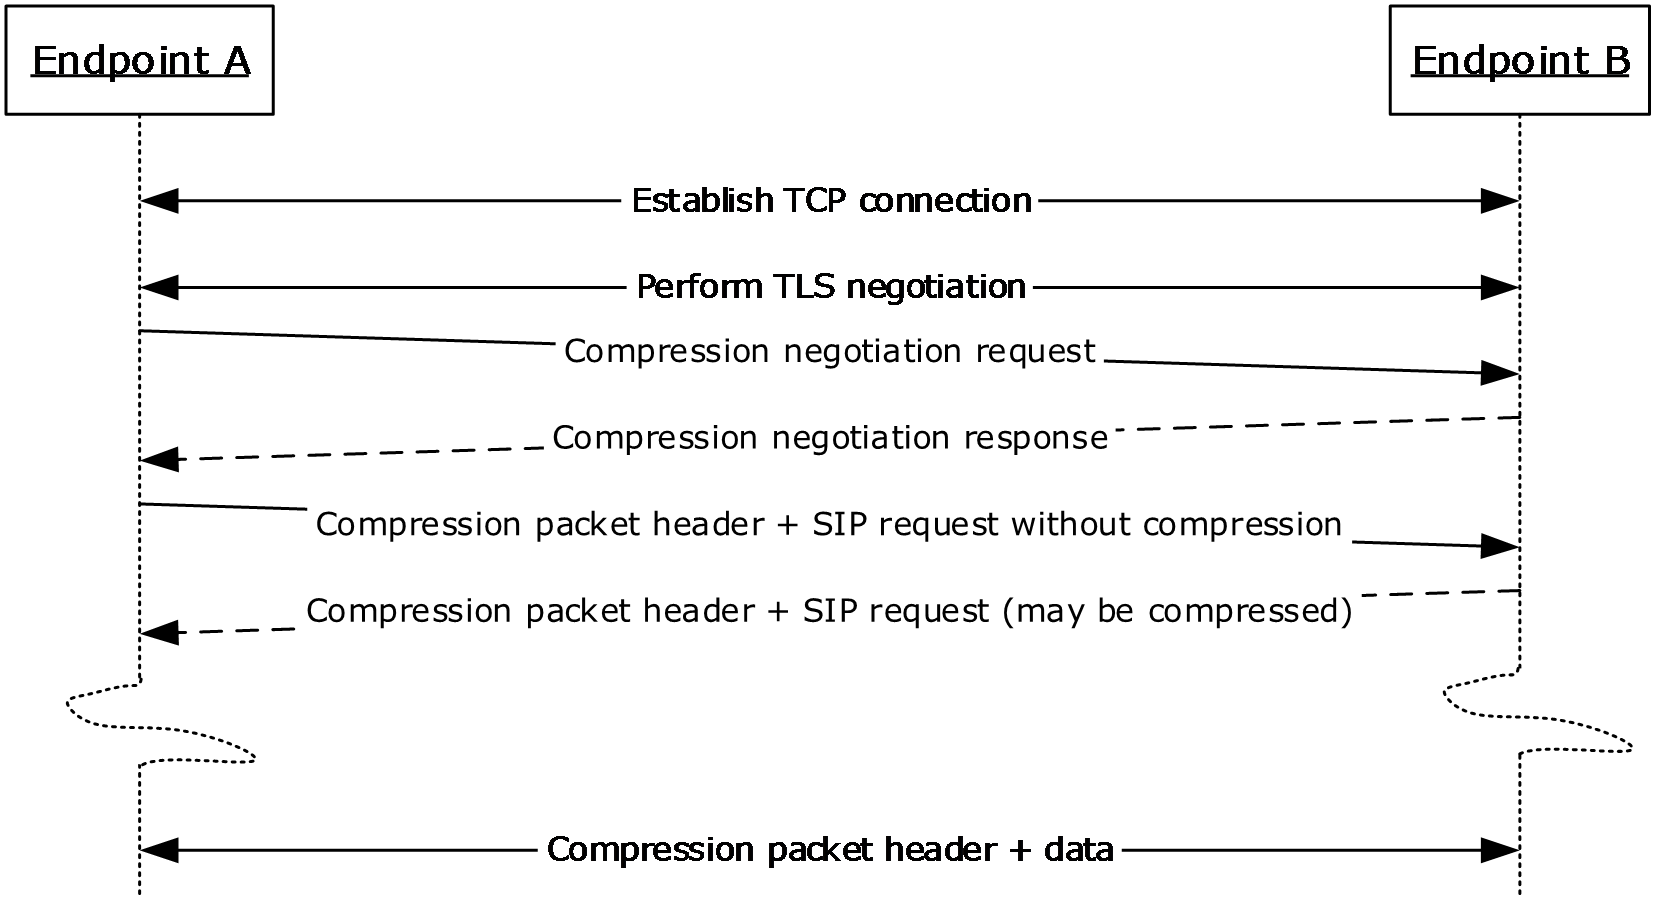 Endpoint A
Endpoint B
Establish TCP connection
Perform TLS negotiation
Compression negotiation request
Compression negotiation response
Compression packet header + SIP request without compression
Compression packet header + SIP request (may be compressed)
Compression packet header + data